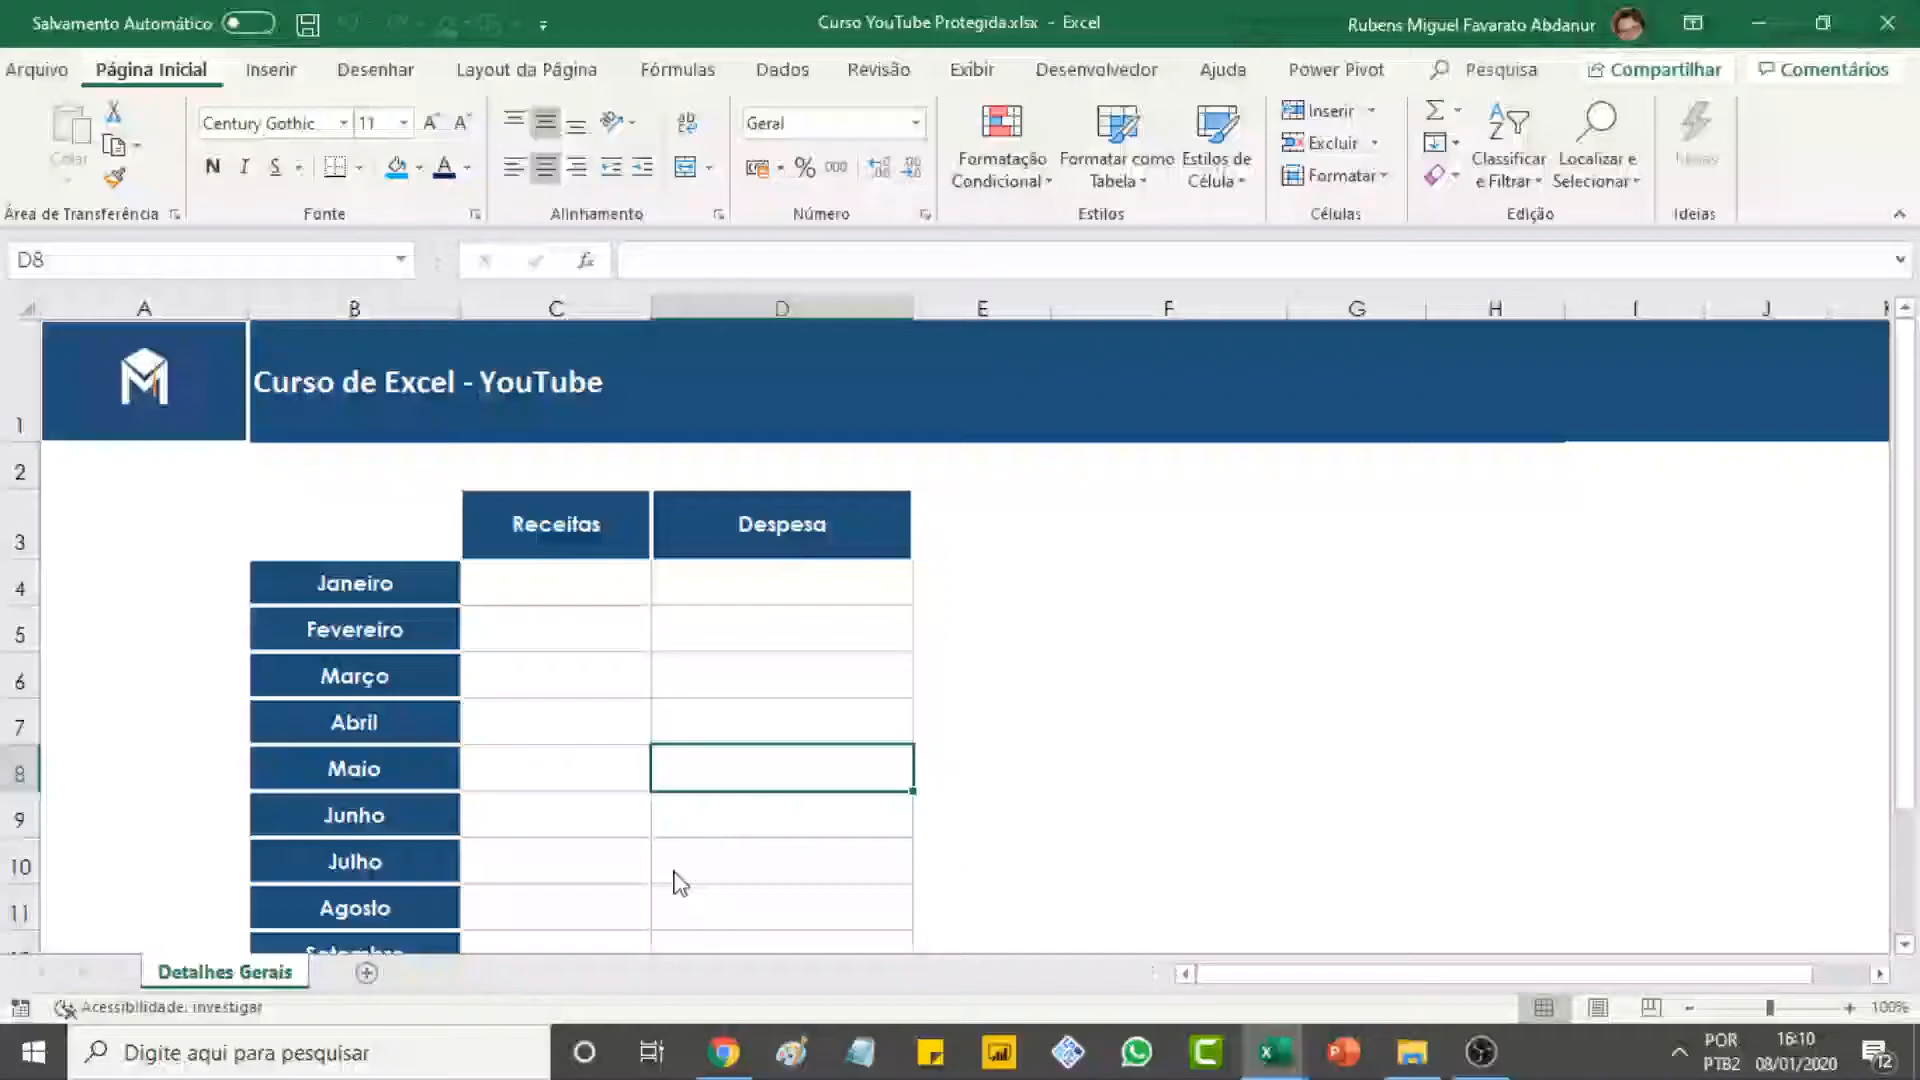 Salvamento Automático
Curso YouTube Protegida.xlsx - Excel
Rubens Miguel Favarato Abdanur
Arquivo Página Inicial Inserir Desenhar Layout da Página Fórmulas Dados Revisão Exibir Desenvolvedor Ajuda Power Pivot Pesquisa Compartilhar Comentários
Colar
Century Gothic 11
N I S
Geral
% 000
Formatação Condicional
Formatar como Tabela
Estilos de Célula
Inserir
Excluir
Formatar
Classificar e Filtrar
Localizar e Selecionar
Ideias
Área de Transferência Fonte Alinhamento Número Estilos Células Edição Ideias
D8
fx
A B C D E F G H I J
1 Curso de Excel - YouTube
2
3 Receitas Despesa
4 Janeiro
5 Fevereiro
6 Março
7 Abril
8 Maio
9 Junho
10 Julho
11 Agosto
Setembro
Detalhes Gerais
Acessibilidade: investigar
100%
Digite aqui para pesquisar
POR
PTB2
16:10
08/01/2020
12